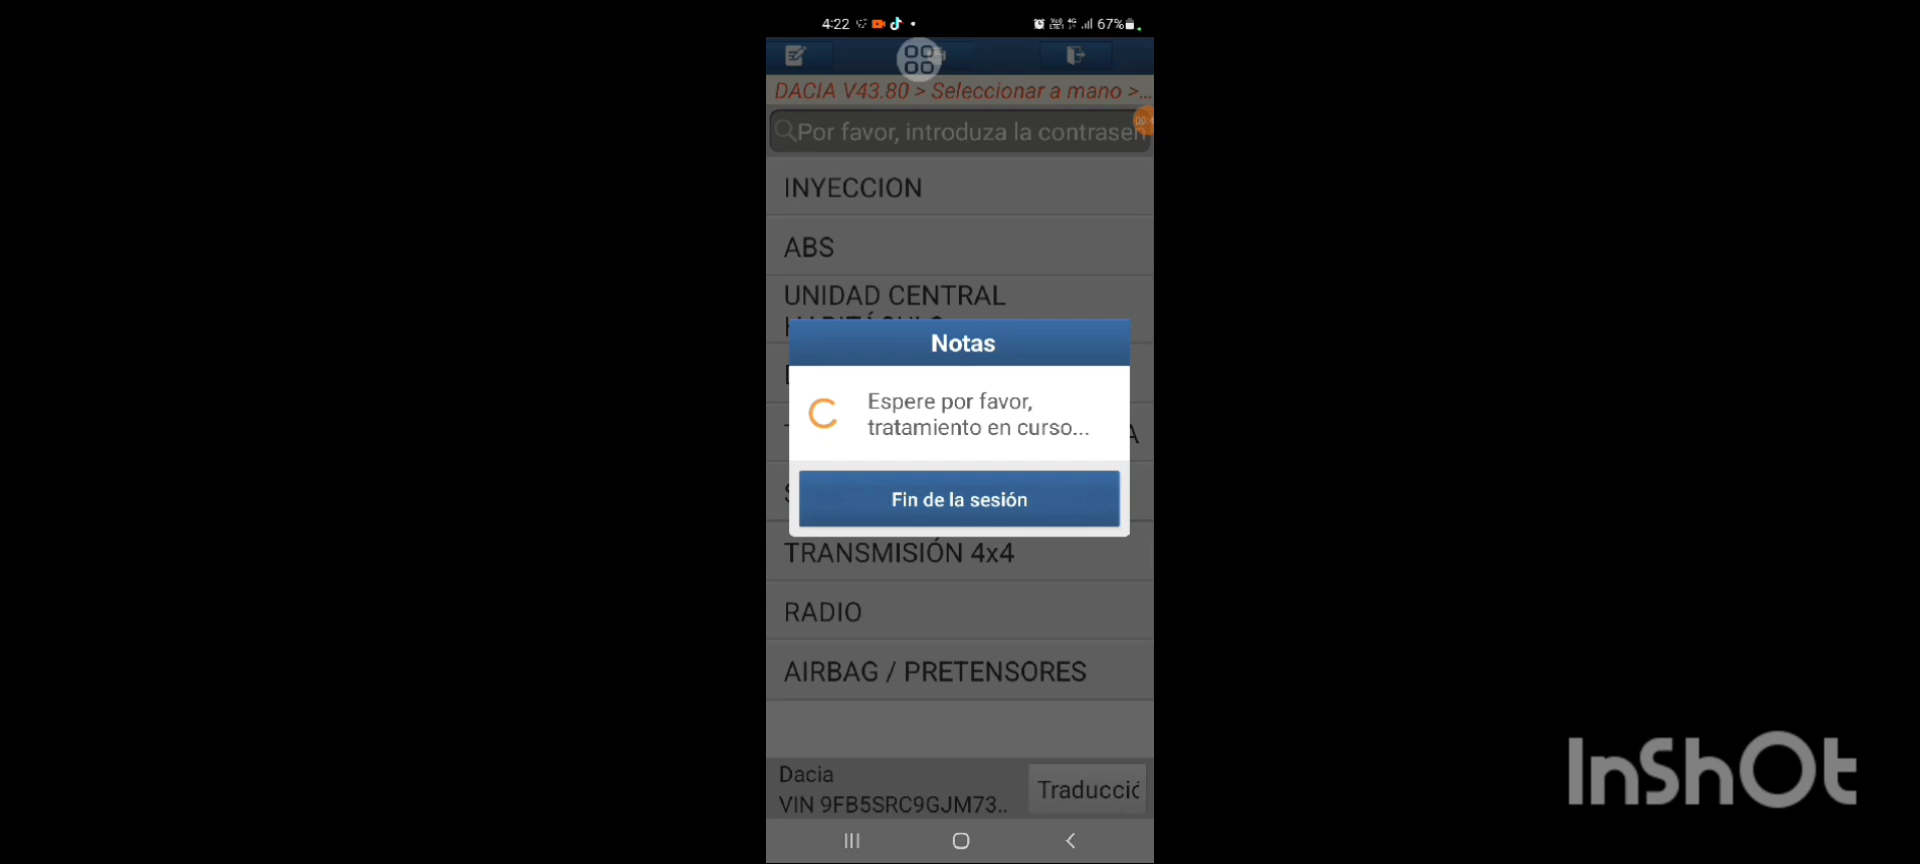 4:22
67%
DACIA V43.80 > Seleccionar a mano >...
Por favor, introduza la contraseñ
INYECCION
ABS
UNIDAD CENTRAL
Notas
Espere por favor,
tratamiento en curso...
Fin de la sesión
TRANSMISIÓN 4x4
RADIO
AIRBAG / PRETENSORES
Dacia
VIN 9FB5SRC9GJM73..
Traducció
InShOt